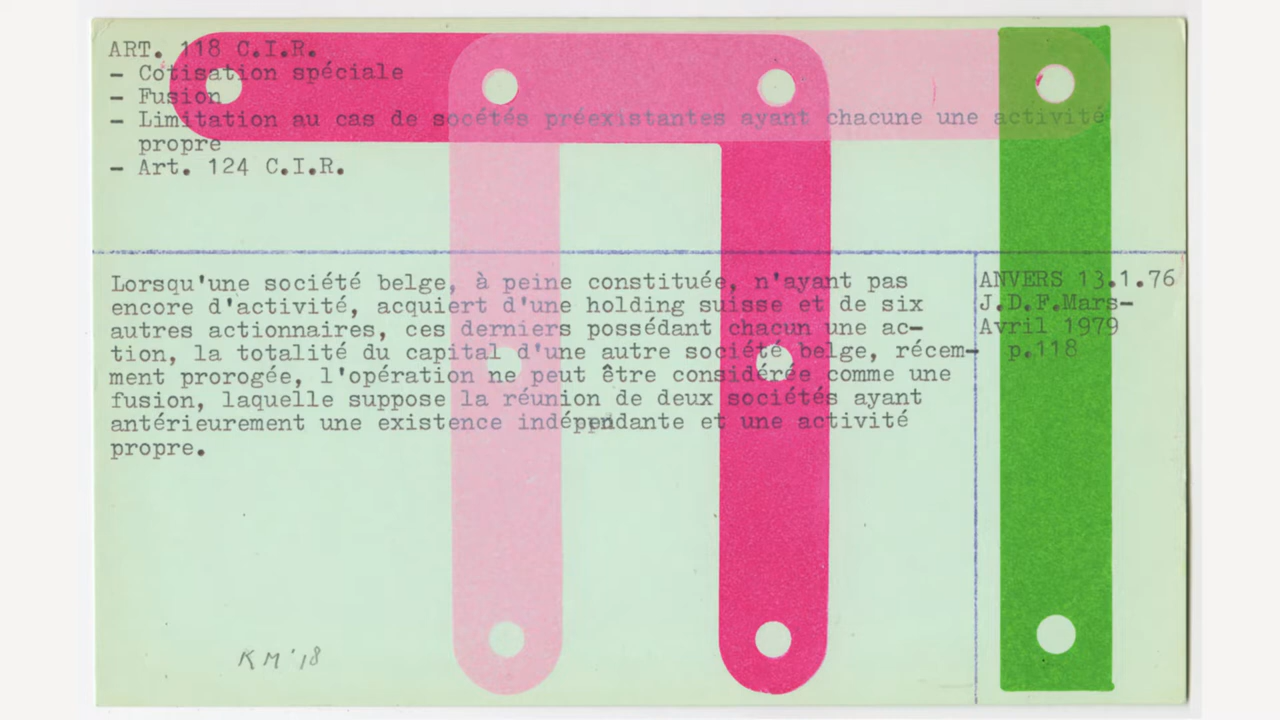 ART. 118 C.I.R.
– Cotisation spéciale
– Fusion
– Limitation au cas de socétés préexistantes ayant chacune une activité
propre
– Art. 124 C.I.R.
Lorsqu'une société belge, à peine constituée, n'ayant pas
encore d'activité, acquiert d'une holding suisse et de six
autres actionnaires, ces derniers possédant chacun une ac-
tion, la totalité du capital d'une autre société belge, récem-
ment prorogée, l'opération ne peut être considérée comme une
fusion, laquelle suppose la réunion de deux sociétés ayant
antérieurement une existence indépendante et une activité
propre.
ANVERS 13.1.76
J.D.F.Mars-
Avril 1979
p.118
KM '18